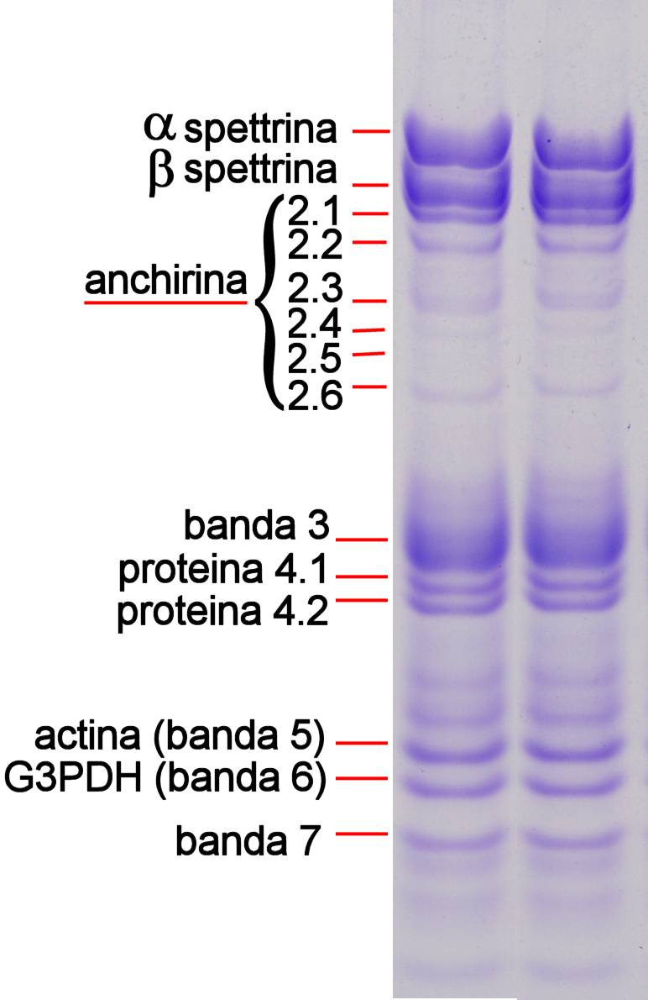 α spettrina
β spettrina
2.1
2.2
anchirina
2.3
2.4
2.5
2.6
banda 3
proteina 4.1
proteina 4.2
actina (banda 5)
G3PDH (banda 6)
banda 7